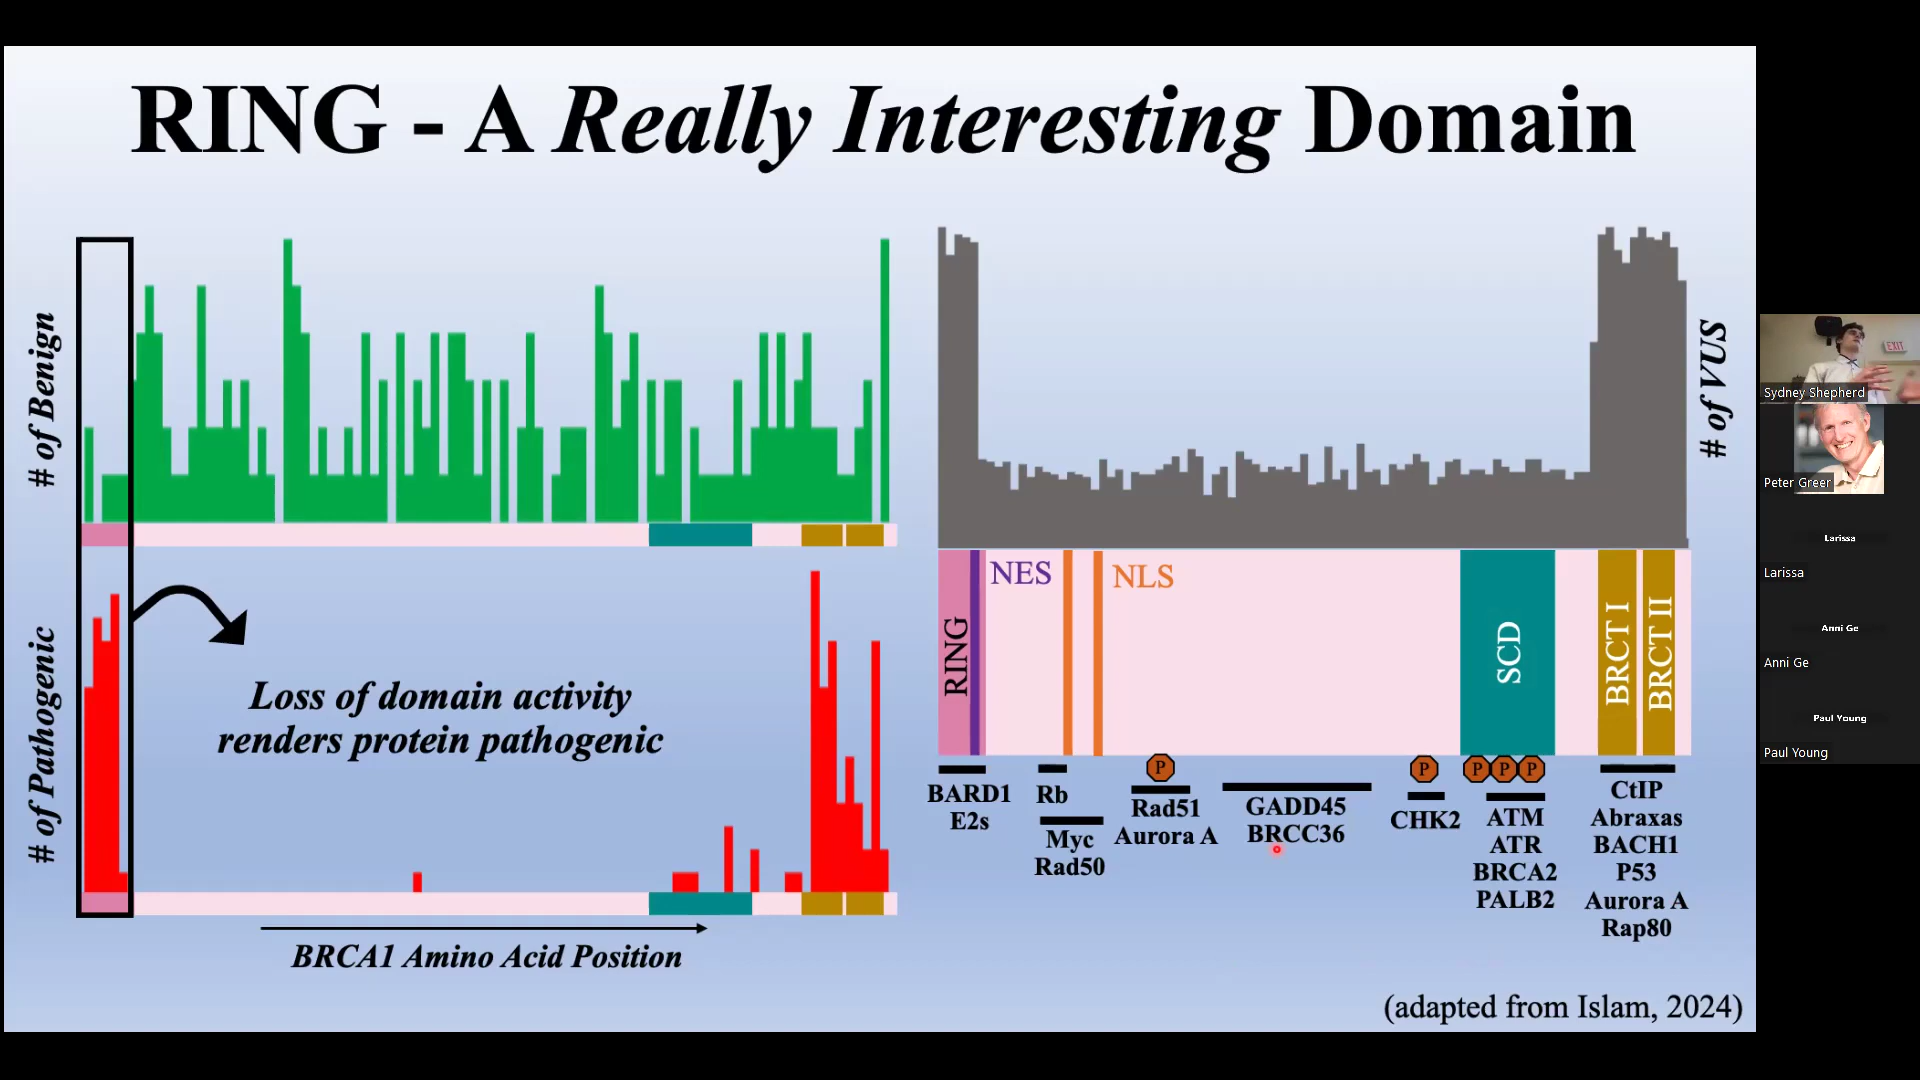 RING - A Really Interesting Domain
# of Benign
# of Pathogenic
Loss of domain activity
renders protein pathogenic
BRCA1 Amino Acid Position
# of VUS
RING
NES
NLS
SCD
BRCT I
BRCT II
P
P
P
P
P
BARD1
E2s
Rb
Myc
Rad50
Rad51
Aurora A
GADD45
BRCC36
CHK2
ATM
ATR
BRCA2
PALB2
CtIP
Abraxas
BACH1
P53
Aurora A
Rap80
(adapted from Islam, 2024)
EXIT
Sydney Shepherd
Peter Greer
Larissa
Larissa
Anni Ge
Anni Ge
Paul Young
Paul Young